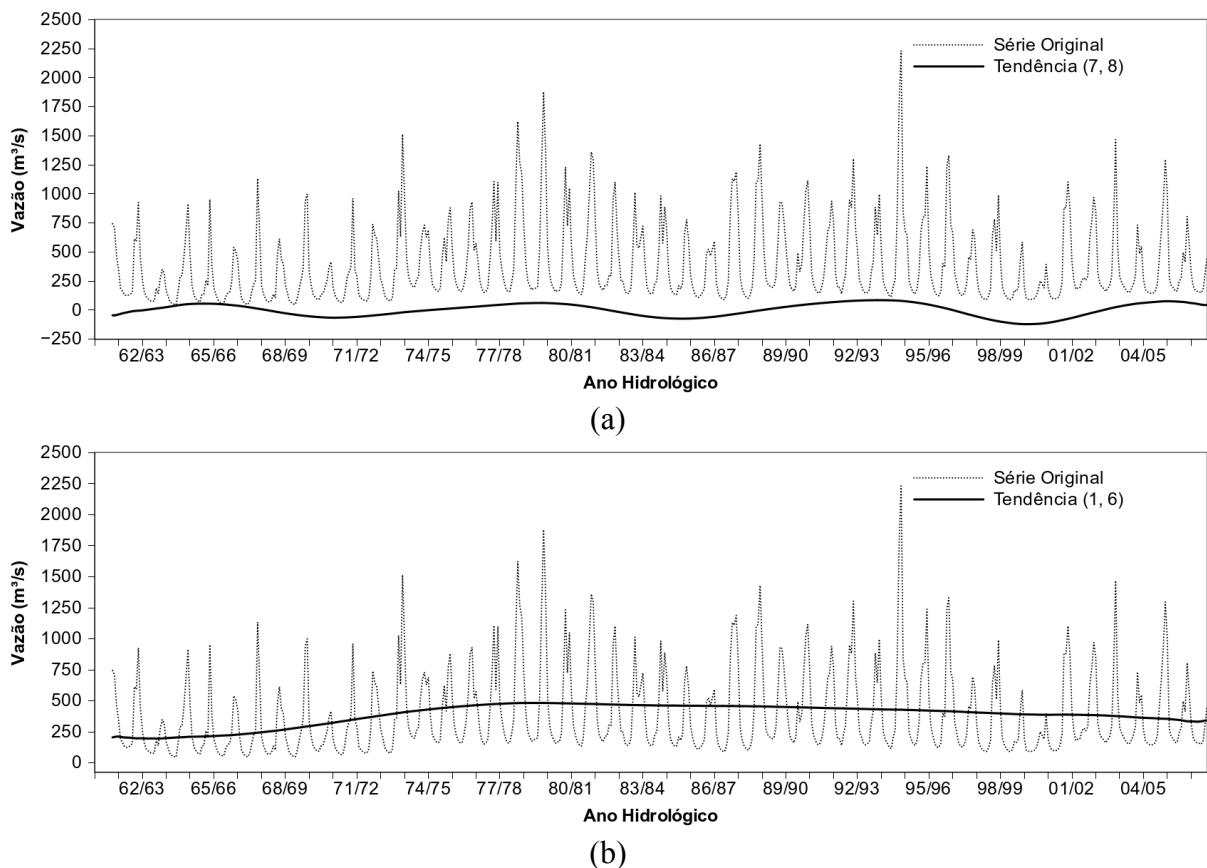 2500
2250
2000
1750
1500
1250
1000
750
500
250
0
−250
Vazão (m³/s)
Série Original
Tendência (7, 8)
62/63 65/66 68/69 71/72 74/75 77/78 80/81 83/84 86/87 89/90 92/93 95/96 98/99 01/02 04/05
Ano Hidrológico
(a)
2500
2250
2000
1750
1500
1250
1000
750
500
250
0
Vazão (m³/s)
Série Original
Tendência (1, 6)
62/63 65/66 68/69 71/72 74/75 77/78 80/81 83/84 86/87 89/90 92/93 95/96 98/99 01/02 04/05
Ano Hidrológico
(b)